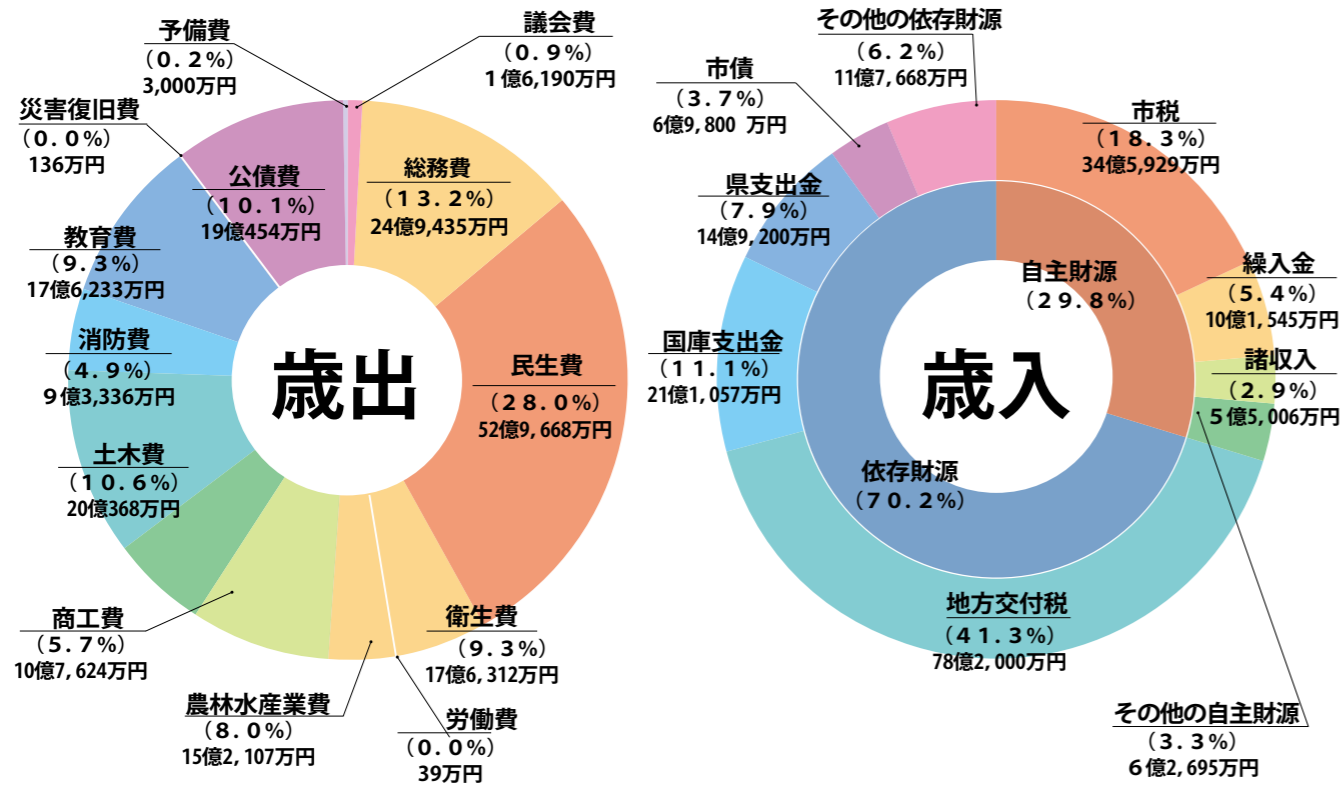 歳出
議会費
(0.9%)
1億6,190万円
総務費
(13.2%)
24億9,435万円
民生費
(28.0%)
52億9,668万円
衛生費
(9.3%)
17億6,312万円
労働費
(0.0%)
39万円
農林水産業費
(8.0%)
15億2,107万円
商工費
(5.7%)
10億7,624万円
土木費
(10.6%)
20億368万円
消防費
(4.9%)
9億3,336万円
教育費
(9.3%)
17億6,233万円
災害復旧費
(0.0%)
136万円
公債費
(10.1%)
19億454万円
予備費
(0.2%)
3,000万円
歳入
自主財源
(29.8%)
市税
(18.3%)
34億5,929万円
繰入金
(5.4%)
10億1,545万円
諸収入
(2.9%)
5億5,006万円
その他の自主財源
(3.3%)
6億2,695万円
依存財源
(70.2%)
地方交付税
(41.3%)
78億2,000万円
国庫支出金
(11.1%)
21億1,057万円
県支出金
(7.9%)
14億9,200万円
市債
(3.7%)
6億9,800 万円
その他の依存財源
(6.2%)
11億7,668万円